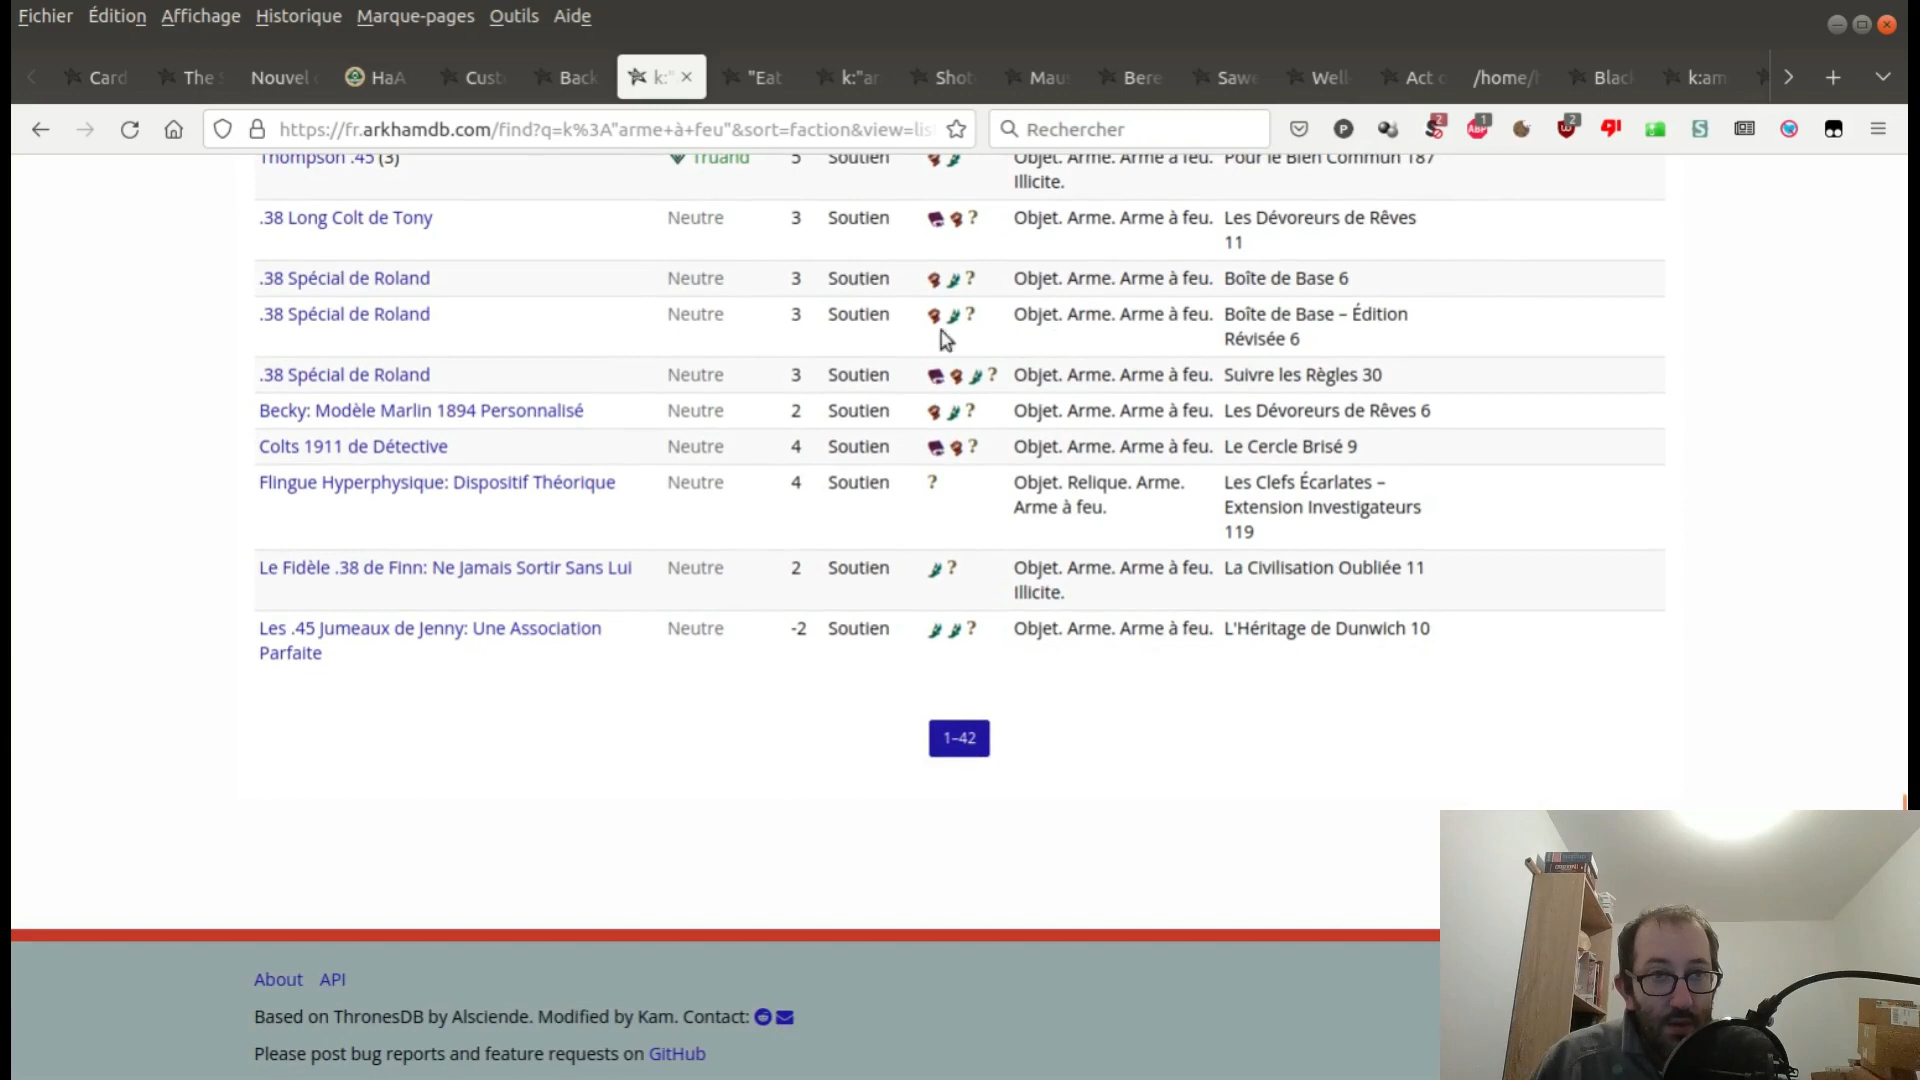 Fichier Édition Affichage Historique Marque-pages Outils Aide
Card The Nouvel HaA Cust Back k:" "Eat k:"ar Shot Mau Bere Sawe Well Act o /home/ Blac k:am
https://fr.arkhamdb.com/find?q=k%3A"arme+à+feu"&sort=faction&view=lis Rechercher
Thompson .45 (3) Truand 5 Soutien Objet. Arme. Arme à feu. Pour le Bien Commun 187
Illicite.
.38 Long Colt de Tony Neutre 3 Soutien ? Objet. Arme. Arme à feu. Les Dévoreurs de Rêves
11
.38 Spécial de Roland Neutre 3 Soutien ? Objet. Arme. Arme à feu. Boîte de Base 6
.38 Spécial de Roland Neutre 3 Soutien ? Objet. Arme. Arme à feu. Boîte de Base – Édition
Révisée 6
.38 Spécial de Roland Neutre 3 Soutien ? Objet. Arme. Arme à feu. Suivre les Règles 30
Becky: Modèle Marlin 1894 Personnalisé Neutre 2 Soutien ? Objet. Arme. Arme à feu. Les Dévoreurs de Rêves 6
Colts 1911 de Détective Neutre 4 Soutien ? Objet. Arme. Arme à feu. Le Cercle Brisé 9
Flingue Hyperphysique: Dispositif Théorique Neutre 4 Soutien ? Objet. Relique. Arme. Les Clefs Écarlates –
Arme à feu. Extension Investigateurs
119
Le Fidèle .38 de Finn: Ne Jamais Sortir Sans Lui Neutre 2 Soutien ? Objet. Arme. Arme à feu. La Civilisation Oubliée 11
Illicite.
Les .45 Jumeaux de Jenny: Une Association Neutre -2 Soutien ? Objet. Arme. Arme à feu. L'Héritage de Dunwich 10
Parfaite
1–42
About API
Based on ThronesDB by Alsciende. Modified by Kam. Contact:
Please post bug reports and feature requests on GitHub